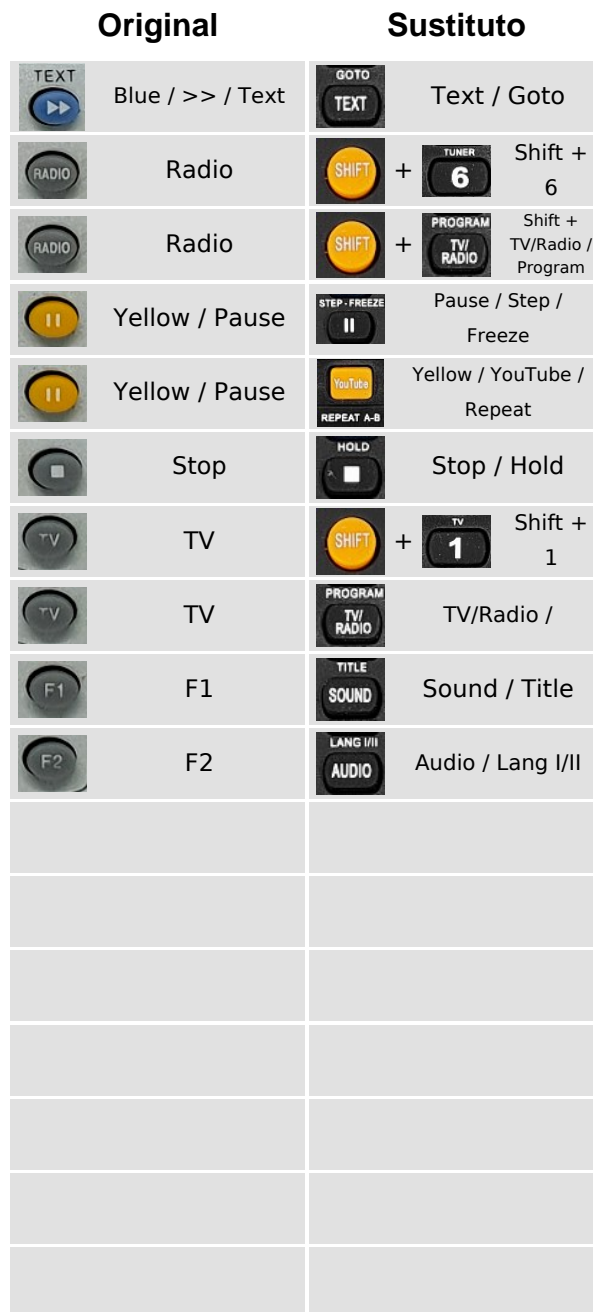 Original Sustituto
TEXT
Blue / >> / Text
GOTO
TEXT
Text / Goto
RADIO
Radio
SHIFT
+
TUNER
6
Shift +
6
RADIO
Radio
SHIFT
+
PROGRAM
TV/
RADIO
Shift +
TV/Radio /
Program
Yellow / Pause
STEP-FREEZE
Pause / Step /
Freeze
Yellow / Pause
YouTube
REPEAT A-B
Yellow / YouTube /
Repeat
Stop
HOLD
Stop / Hold
TV
TV
SHIFT
+
TV
1
Shift +
1
TV
TV
PROGRAM
TV/
RADIO
TV/Radio /
F1
F1
TITLE
SOUND
Sound / Title
F2
F2
LANG I/II
AUDIO
Audio / Lang I/II